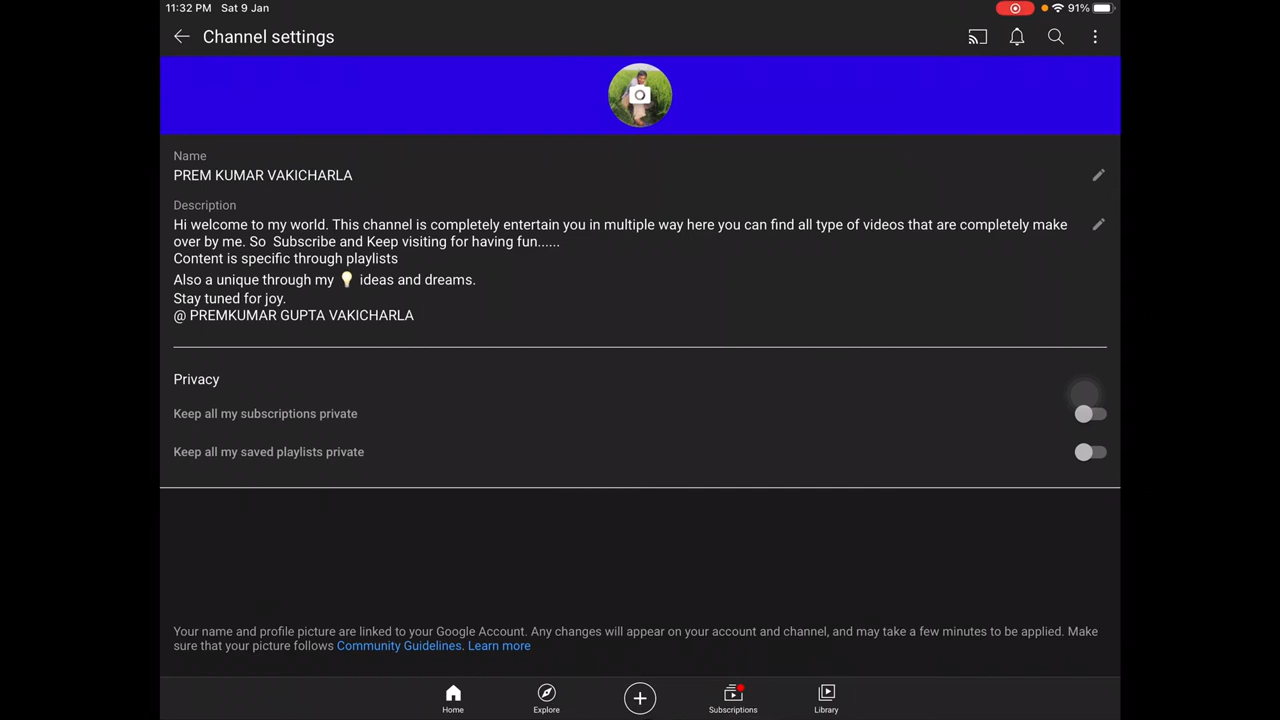 11:32 PM Sat 9 Jan
91%
Channel settings
Name
PREM KUMAR VAKICHARLA
Description
Hi welcome to my world. This channel is completely entertain you in multiple way here you can find all type of videos that are completely make
over by me. So  Subscribe and Keep visiting for having fun......
Content is specific through playlists
Also a unique through my 💡 ideas and dreams.
Stay tuned for joy.
@ PREMKUMAR GUPTA VAKICHARLA
Privacy
Keep all my subscriptions private
Keep all my saved playlists private
Your name and profile picture are linked to your Google Account. Any changes will appear on your account and channel, and may take a few minutes to be applied. Make
sure that your picture follows Community Guidelines. Learn more
Home
Explore
Subscriptions
Library